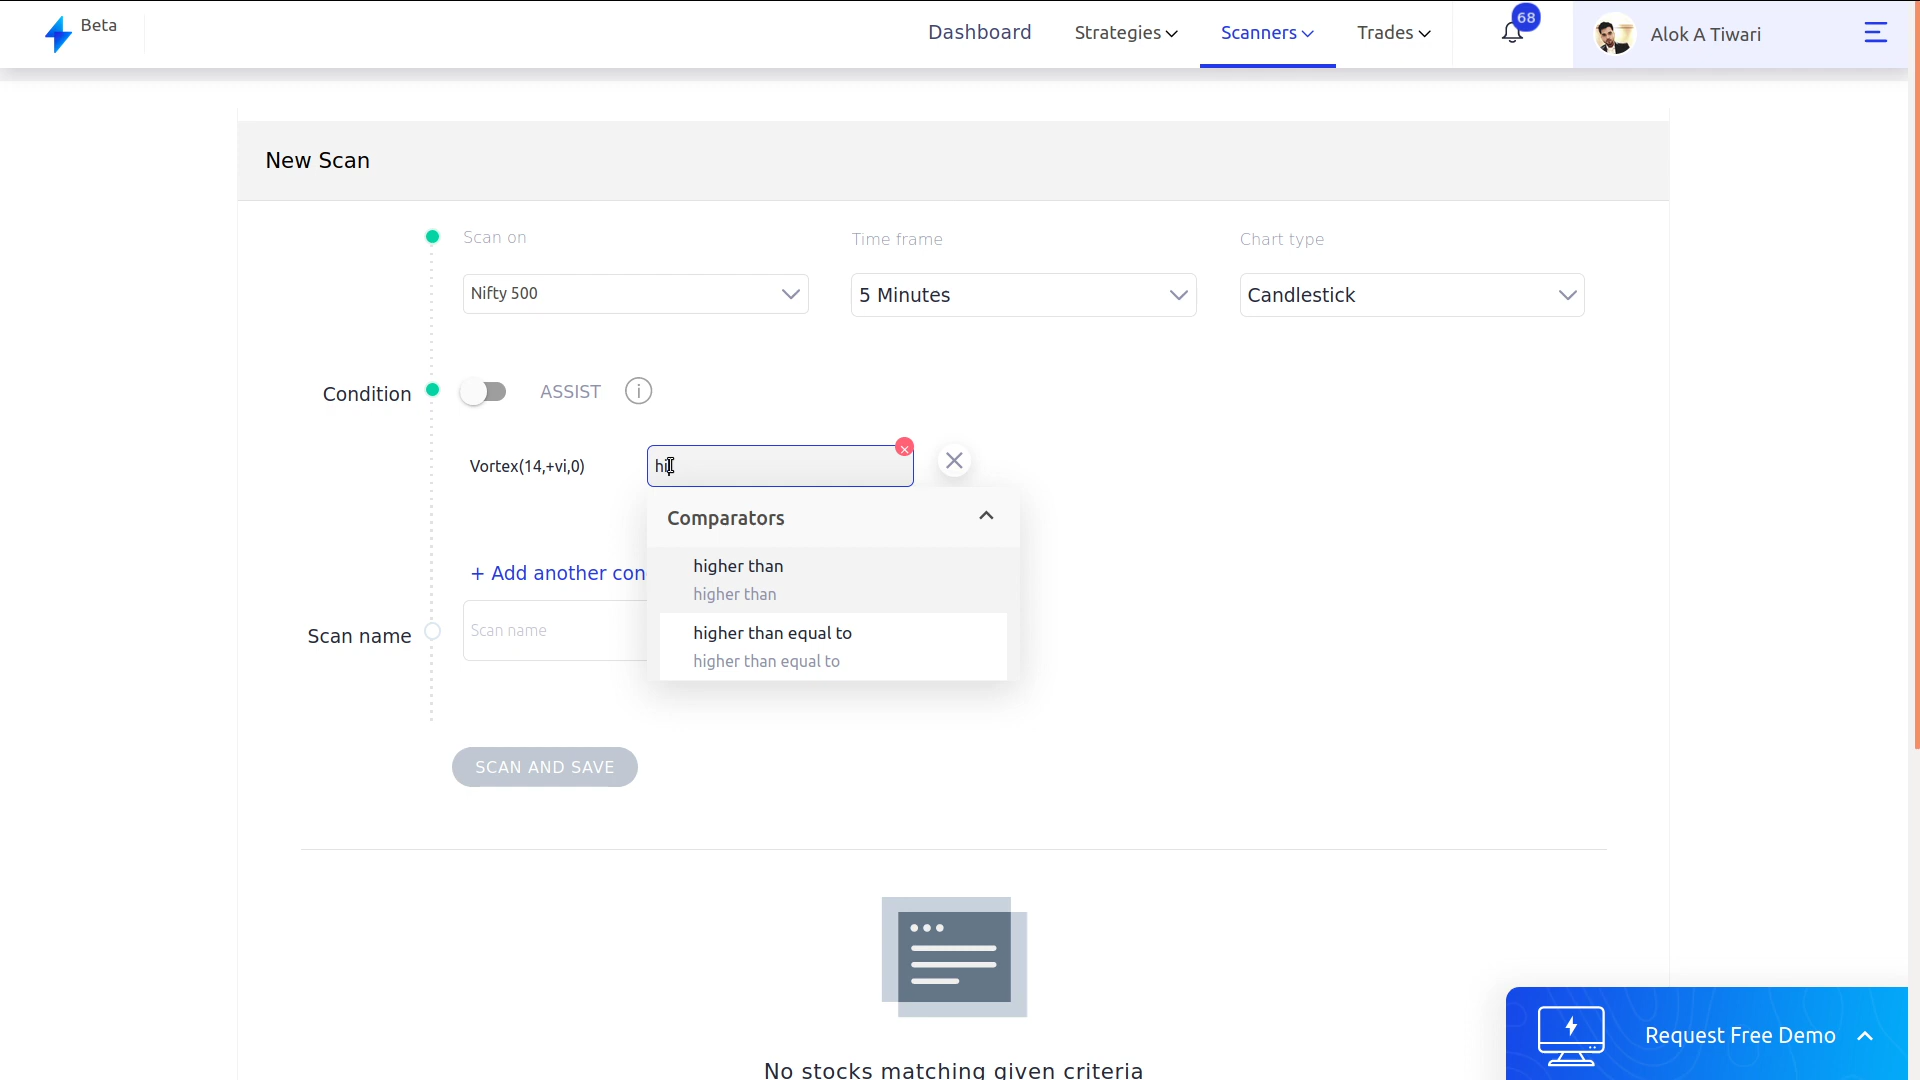 Beta
Dashboard
Strategies
Scanners
Trades
68
Alok A Tiwari
New Scan
Scan on
Time frame
Chart type
Nifty 500
5 Minutes
Candlestick
Condition
ASSIST
i
Vortex(14,+vi,0)
hi
Comparators
higher than
higher than
+ Add another con
higher than equal to
higher than equal to
Scan name
Scan name
SCAN AND SAVE
No stocks matching given criteria
Request Free Demo